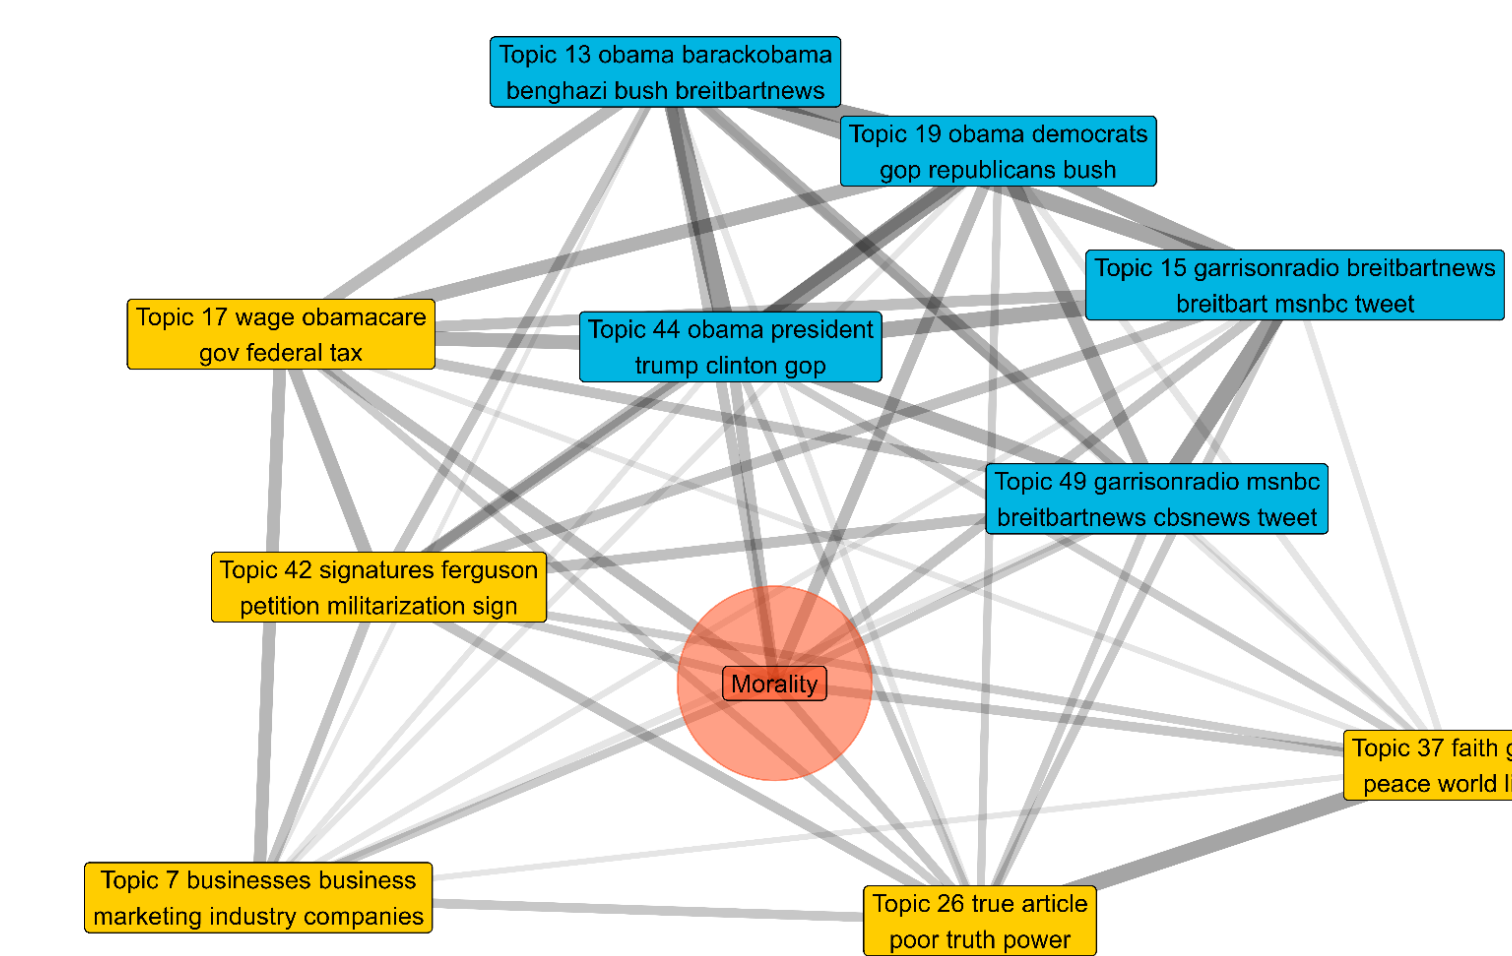 Topic 13 obama barackobama
benghazi bush breitbartnews
Topic 19 obama democrats
gop republicans bush
Topic 15 garrisonradio breitbartnews
breitbart msnbc tweet
Topic 17 wage obamacare
gov federal tax
Topic 44 obama president
trump clinton gop
Topic 49 garrisonradio msnbc
breitbartnews cbsnews tweet
Topic 42 signatures ferguson
petition militarization sign
Morality
Topic 37 faith
peace world
Topic 7 businesses business
marketing industry companies
Topic 26 true article
poor truth power